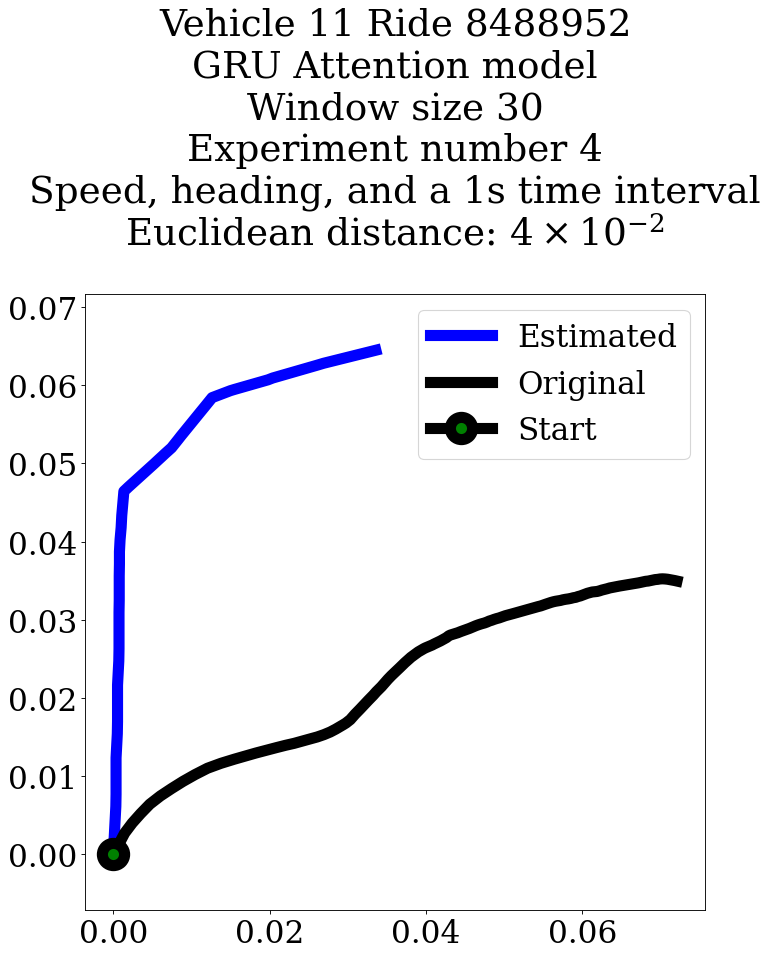 Vehicle 11 Ride 8488952
GRU Attention model
Window size 30
Experiment number 4
Speed, heading, and a 1s time interval
Euclidean distance: 4 × 10⁻²
0.07
Estimated
0.06
Original
Start
0.05
0.04
0.03
0.02
0.01
0.00
0.00 0.02 0.04 0.06